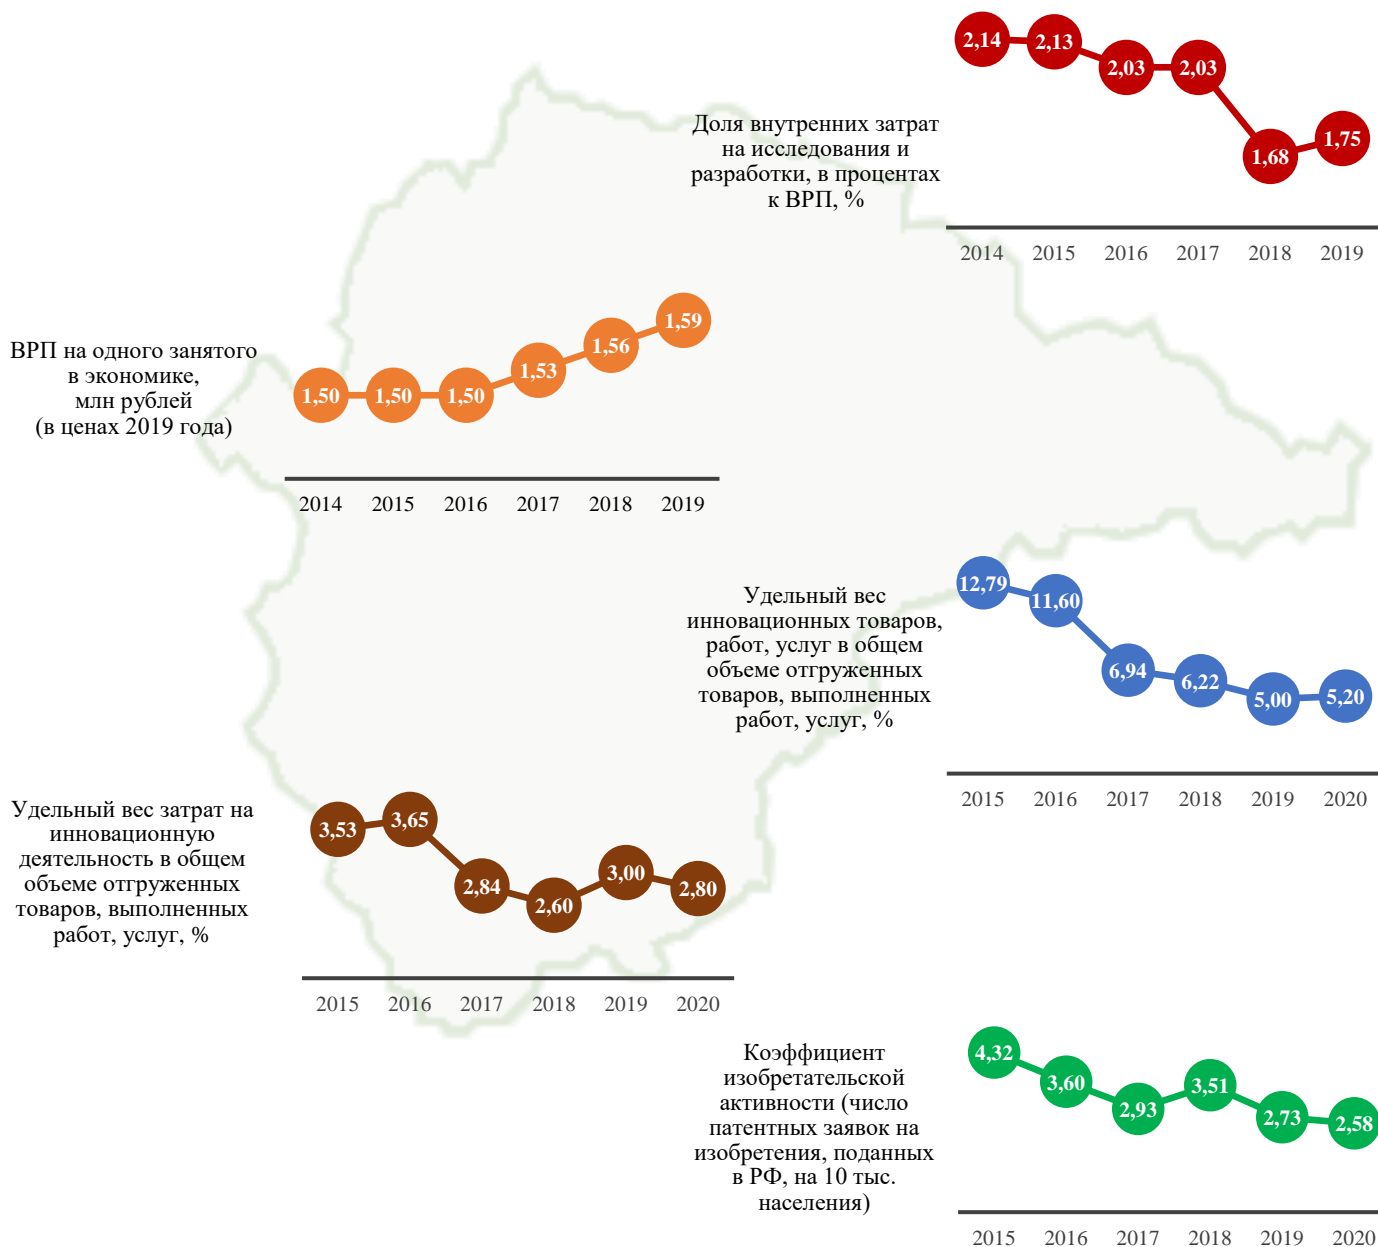 2,14
2,13
2,03
2,03
1,68
1,75
Доля внутренних затрат
на исследования и
разработки, в процентах
к ВРП, %
2014 2015 2016 2017 2018 2019
ВРП на одного занятого
в экономике,
млн рублей
(в ценах 2019 года)
1,50
1,50
1,50
1,53
1,56
1,59
2014 2015 2016 2017 2018 2019
Удельный вес
инновационных товаров,
работ, услуг в общем
объеме отгруженных
товаров, выполненных
работ, услуг, %
12,79
11,60
6,94
6,22
5,00
5,20
2015 2016 2017 2018 2019 2020
Удельный вес затрат на
инновационную
деятельность в общем
объеме отгруженных
товаров, выполненных
работ, услуг, %
3,53
3,65
2,84
2,60
3,00
2,80
2015 2016 2017 2018 2019 2020
Коэффициент
изобретательской
активности (число
патентных заявок на
изобретения, поданных
в РФ, на 10 тыс.
населения)
4,32
3,60
2,93
3,51
2,73
2,58
2015 2016 2017 2018 2019 2020